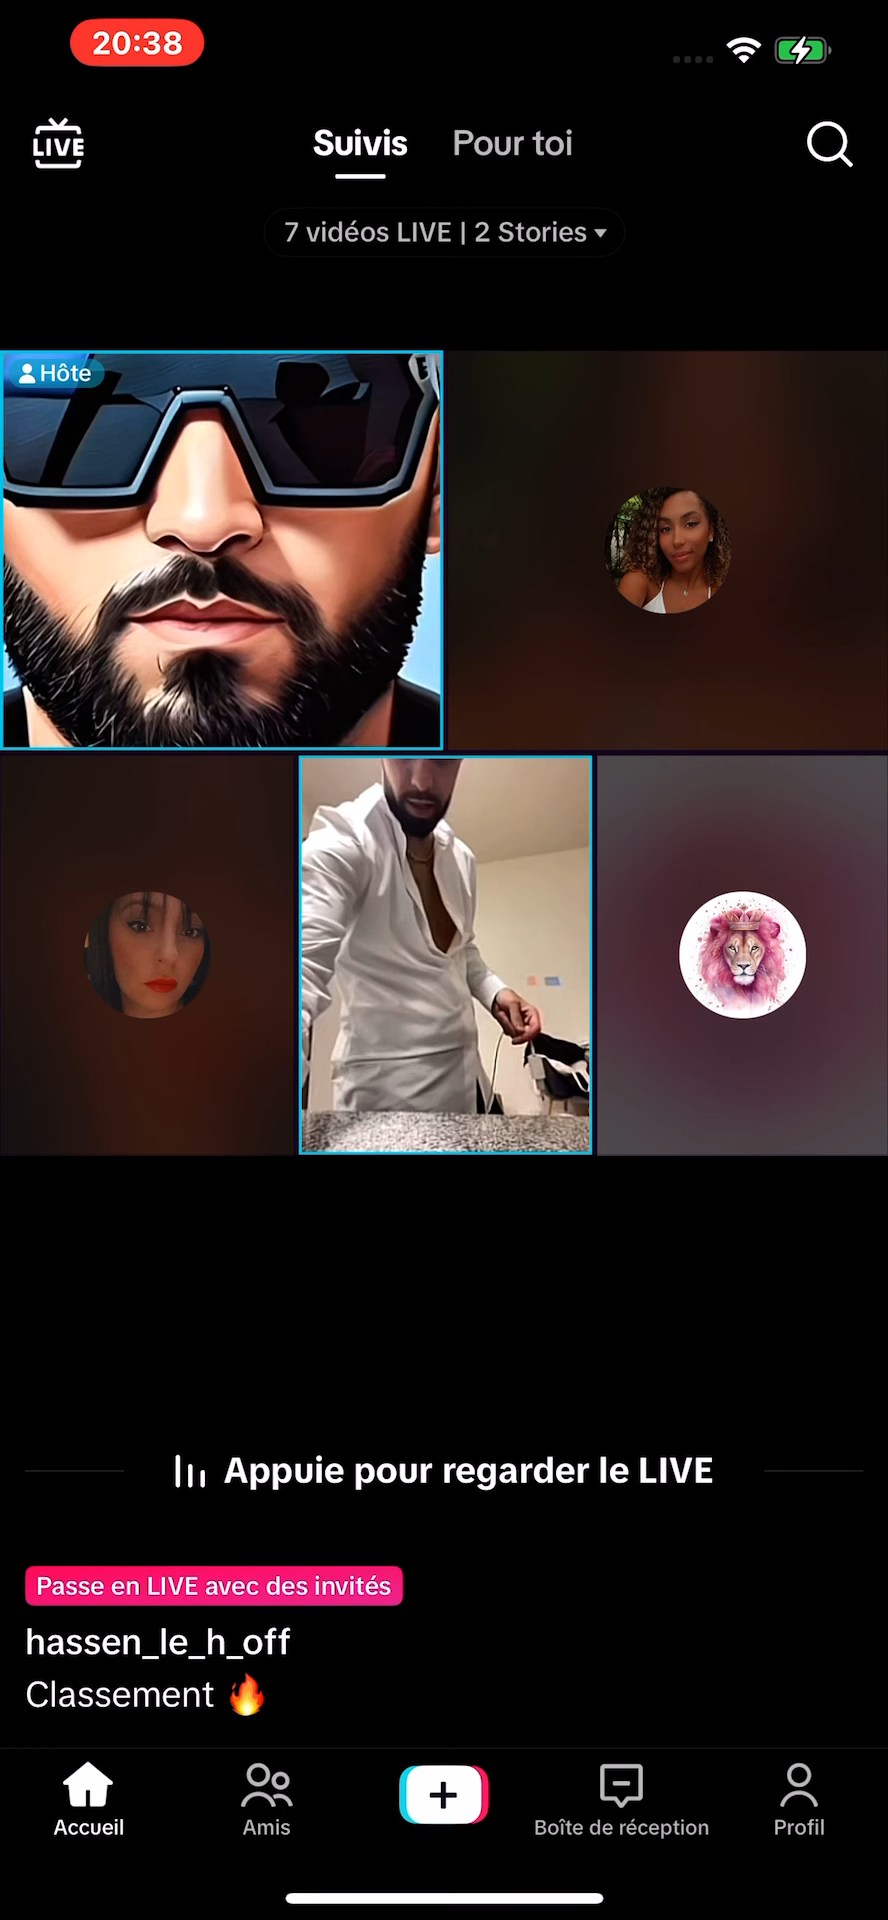 20:38
LIVE
Suivis
Pour toi
7 vidéos LIVE | 2 Stories
Hôte
Appuie pour regarder le LIVE
Passe en LIVE avec des invités
hassen_le_h_off
Classement 🔥
Accueil
Amis
Boîte de réception
Profil